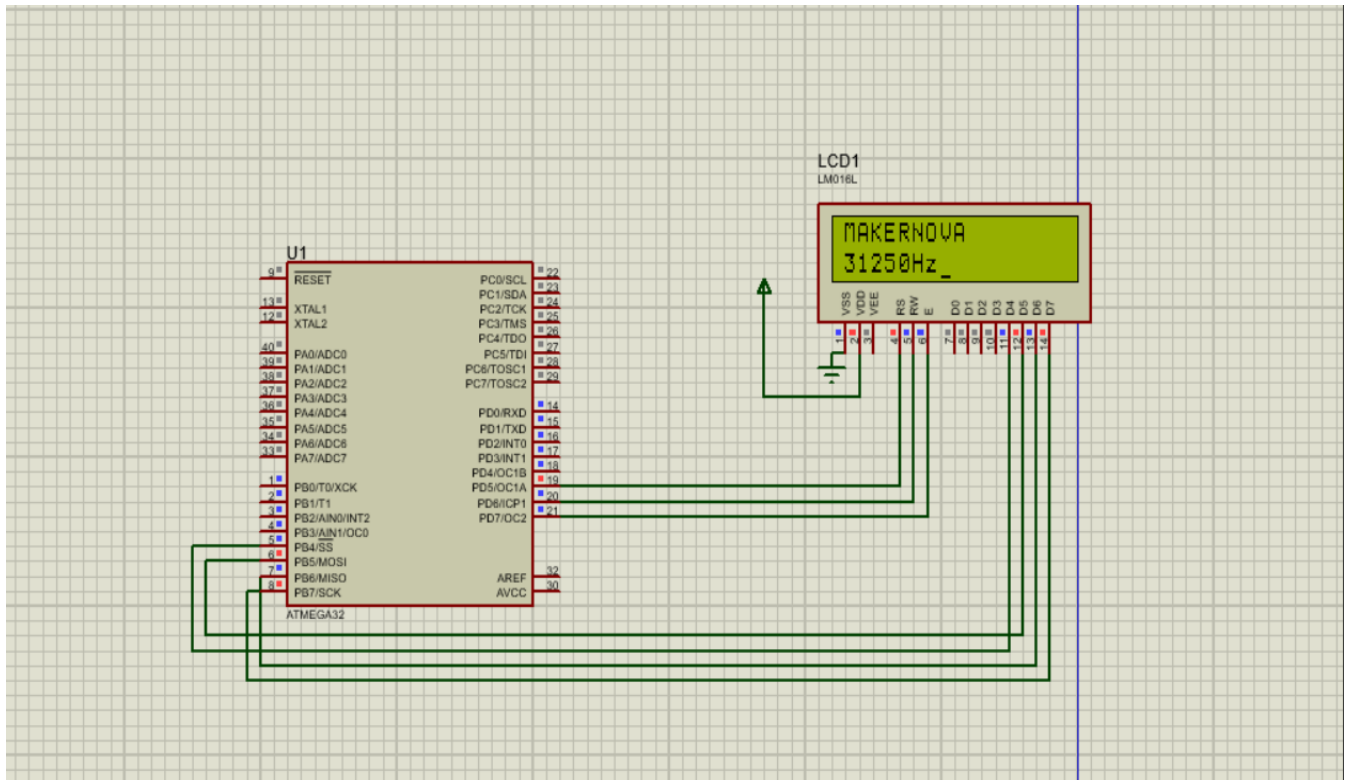 LCD1
LM016L
MAKERNOVA
31250Hz_
VSS
VDD
VEE
RS
RW
E
D0
D1
D2
D3
D4
D5
D6
D7
1
2
3
4
5
6
7
8
9
10
11
12
13
14
U1
9 RESET
13 XTAL1
12 XTAL2
40 PA0/ADC0
39 PA1/ADC1
38 PA2/ADC2
37 PA3/ADC3
36 PA4/ADC4
35 PA5/ADC5
34 PA6/ADC6
33 PA7/ADC7
1 PB0/T0/XCK
2 PB1/T1
3 PB2/AIN0/INT2
4 PB3/AIN1/OC0
5 PB4/SS
6 PB5/MOSI
7 PB6/MISO
8 PB7/SCK
PC0/SCL 22
PC1/SDA 23
PC2/TCK 24
PC3/TMS 25
PC4/TDO 26
PC5/TDI 27
PC6/TOSC1 28
PC7/TOSC2 29
PD0/RXD 14
PD1/TXD 15
PD2/INT0 16
PD3/INT1 17
PD4/OC1B 18
PD5/OC1A 19
PD6/ICP1 20
PD7/OC2 21
AREF 32
AVCC 30
ATMEGA32